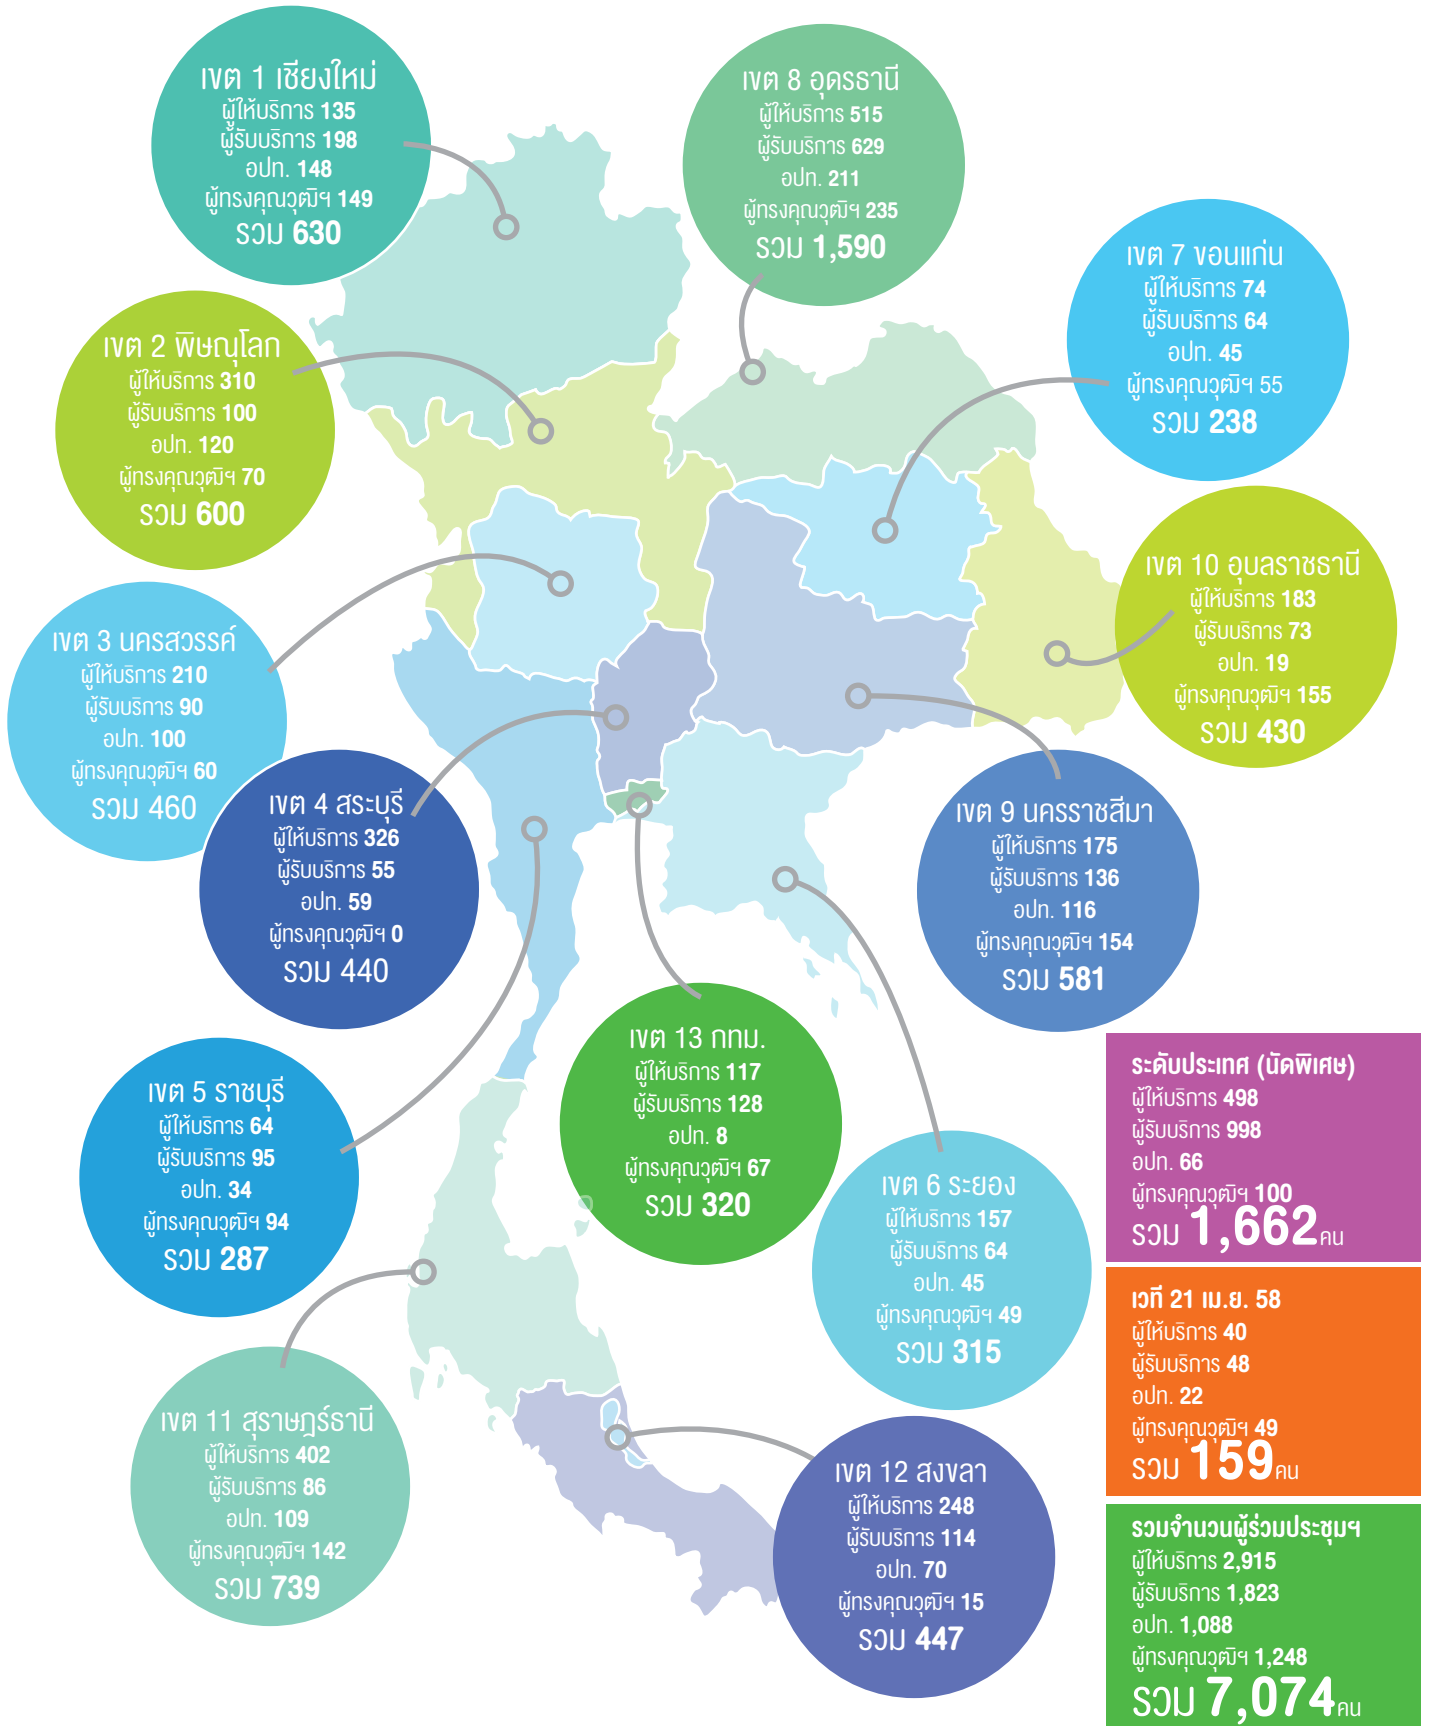 เขต 1 เชียงใหม่
ผู้ให้บริการ 135
ผู้รับบริการ 198
อปท. 148
ผู้ทรงคุณวุฒิฯ 149
รวม 630
เขต 8 อุดรธานี
ผู้ให้บริการ 515
ผู้รับบริการ 629
อปท. 211
ผู้ทรงคุณวุฒิฯ 235
รวม 1,590
เขต 7 ขอนแก่น
ผู้ให้บริการ 74
ผู้รับบริการ 64
อปท. 45
ผู้ทรงคุณวุฒิฯ 55
รวม 238
เขต 2 พิษณุโลก
ผู้ให้บริการ 310
ผู้รับบริการ 100
อปท. 120
ผู้ทรงคุณวุฒิฯ 70
รวม 600
เขต 10 อุบลราชธานี
ผู้ให้บริการ 183
ผู้รับบริการ 73
อปท. 19
ผู้ทรงคุณวุฒิฯ 155
รวม 430
เขต 3 นครสวรรค์
ผู้ให้บริการ 210
ผู้รับบริการ 90
อปท. 100
ผู้ทรงคุณวุฒิฯ 60
รวม 460
เขต 4 สระบุรี
ผู้ให้บริการ 326
ผู้รับบริการ 55
อปท. 59
ผู้ทรงคุณวุฒิฯ 0
รวม 440
เขต 9 นครราชสีมา
ผู้ให้บริการ 175
ผู้รับบริการ 136
อปท. 116
ผู้ทรงคุณวุฒิฯ 154
รวม 581
เขต 13 กทม.
ผู้ให้บริการ 117
ผู้รับบริการ 128
อปท. 8
ผู้ทรงคุณวุฒิฯ 67
รวม 320
เขต 5 ราชบุรี
ผู้ให้บริการ 64
ผู้รับบริการ 95
อปท. 34
ผู้ทรงคุณวุฒิฯ 94
รวม 287
เขต 6 ระยอง
ผู้ให้บริการ 157
ผู้รับบริการ 64
อปท. 45
ผู้ทรงคุณวุฒิฯ 49
รวม 315
เขต 11 สุราษฎร์ธานี
ผู้ให้บริการ 402
ผู้รับบริการ 86
อปท. 109
ผู้ทรงคุณวุฒิฯ 142
รวม 739
เขต 12 สงขลา
ผู้ให้บริการ 248
ผู้รับบริการ 114
อปท. 70
ผู้ทรงคุณวุฒิฯ 15
รวม 447
ระดับประเทศ (นัดพิเศษ)
ผู้ให้บริการ 498
ผู้รับบริการ 998
อปท. 66
ผู้ทรงคุณวุฒิฯ 100
รวม 1,662 คน
เวที 21 เม.ย. 58
ผู้ให้บริการ 40
ผู้รับบริการ 48
อปท. 22
ผู้ทรงคุณวุฒิฯ 49
รวม 159 คน
รวมจำนวนผู้ร่วมประชุมฯ
ผู้ให้บริการ 2,915
ผู้รับบริการ 1,823
อปท. 1,088
ผู้ทรงคุณวุฒิฯ 1,248
รวม 7,074 คน